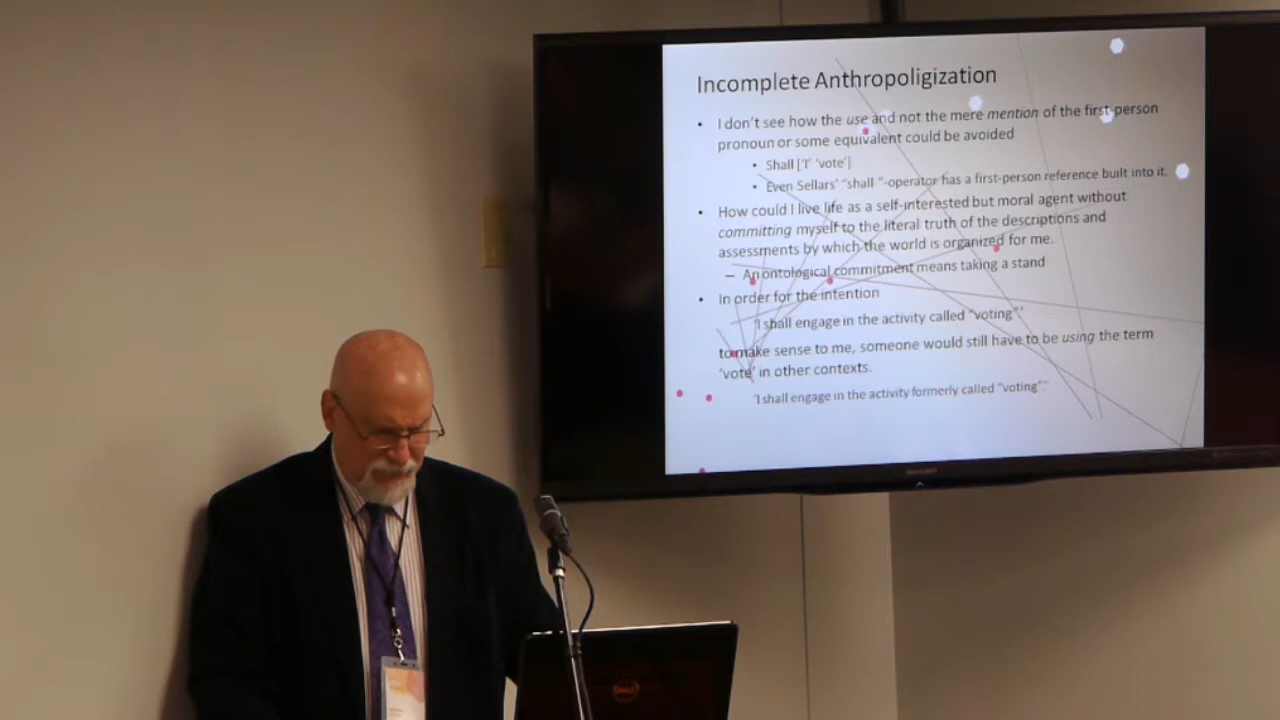 Incomplete Anthropoligization
• I don't see how the use and not the mere mention of the first-person
pronoun or some equivalent could be avoided
• Shall ['I' 'vote']
• Even Sellars' "shall "-operator has a first-person reference built into it.
• How could I live life as a self-interested but moral agent without
committing myself to the literal truth of the descriptions and
assessments by which the world is organized for me.
– An ontological commitment means taking a stand
• In order for the intention
'I shall engage in the activity called "voting"'
to make sense to me, someone would still have to be using the term
'vote' in other contexts.
'I shall engage in the activity formerly called "voting"'
SHARP
DELL